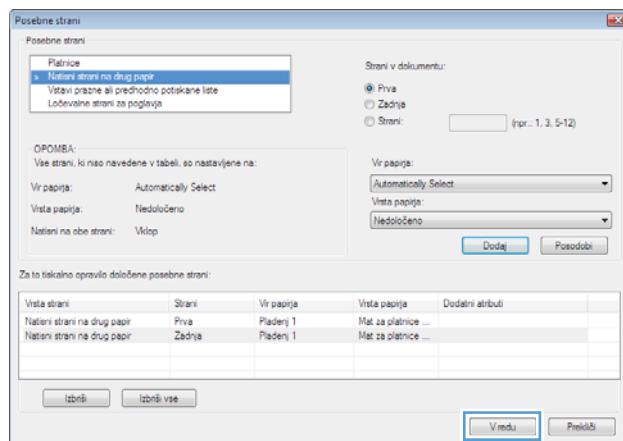 Posebne strani
Posebne strani
Platnice
» Natisni strani na drug papir
Vstavi prazne ali predhodno potiskane liste
Ločevalne strani za poglavja
Strani v dokumentu:
Prva
Zadnja
Strani: (npr.: 1, 3, 5-12)
OPOMBA:
Vse strani, ki niso navedene v tabeli, so nastavljene na:
Vir papirja: Automatically Select
Vrsta papirja: Nedoločeno
Natisni na obe strani: Vklop
Vir papirja:
Automatically Select
Vrsta papirja:
Nedoločeno
Dodaj Posodobi
Za to tiskalno opravilo določene posebne strani:
Vrsta strani Strani Vir papirja Vrsta papirja Dodatni atributi
Natisni strani na drug papir Prva Pladenj 1 Mat za platnice ...
Natisni strani na drug papir Zadnja Pladenj 1 Mat za platnice ...
Izbriši Izbriši vse
V redu Prekliči